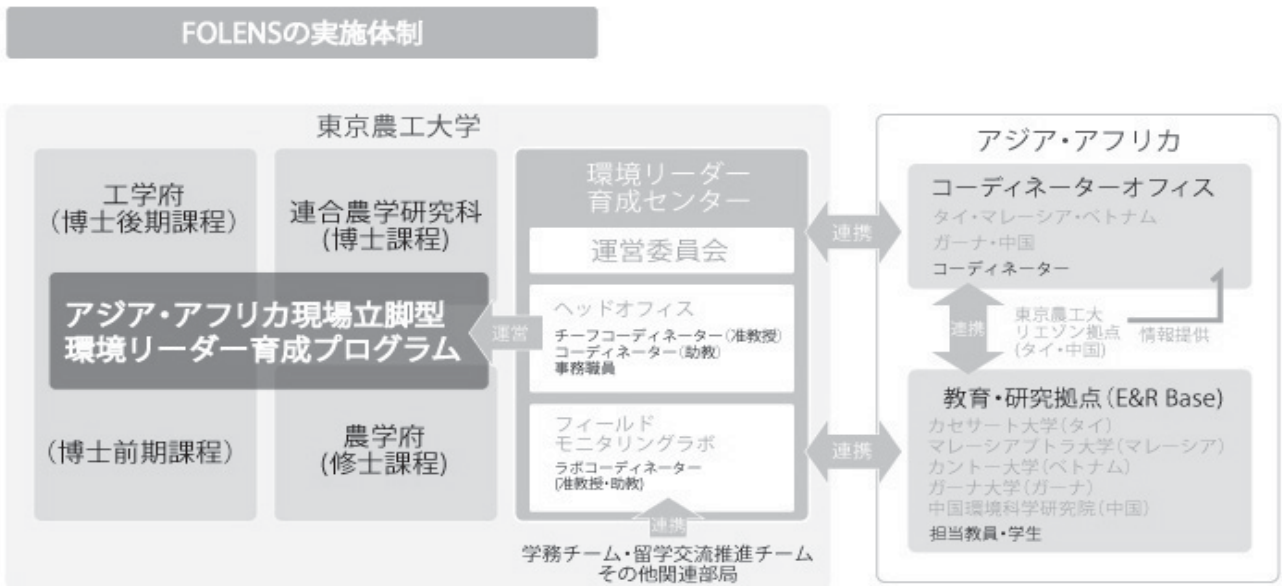 FOLENSの実施体制
東京農工大学
工学府
(博士後期課程)
連合農学研究科
(博士課程)
アジア・アフリカ現場立脚型
環境リーダー育成プログラム
(博士前期課程)
農学府
(修士課程)
環境リーダー
育成センター
運営委員会
ヘッドオフィス
チーフコーディネーター(准教授)
コーディネーター(助教)
事務職員
運営
フィールド
モニタリングラボ
ラボコーディネーター
(准教授・助教)
連携
学務チーム・留学交流推進チーム
その他関連部局
連携
連携
アジア・アフリカ
コーディネーターオフィス
タイ・マレーシア・ベトナム
ガーナ・中国
コーディネーター
連携
東京農工大
リエゾン拠点
(タイ・中国)
情報提供
教育・研究拠点(E&R Base)
カセサート大学(タイ)
マレーシアプトラ大学(マレーシア)
カントー大学(ベトナム)
ガーナ大学(ガーナ)
中国環境科学研究院(中国)
担当教員・学生